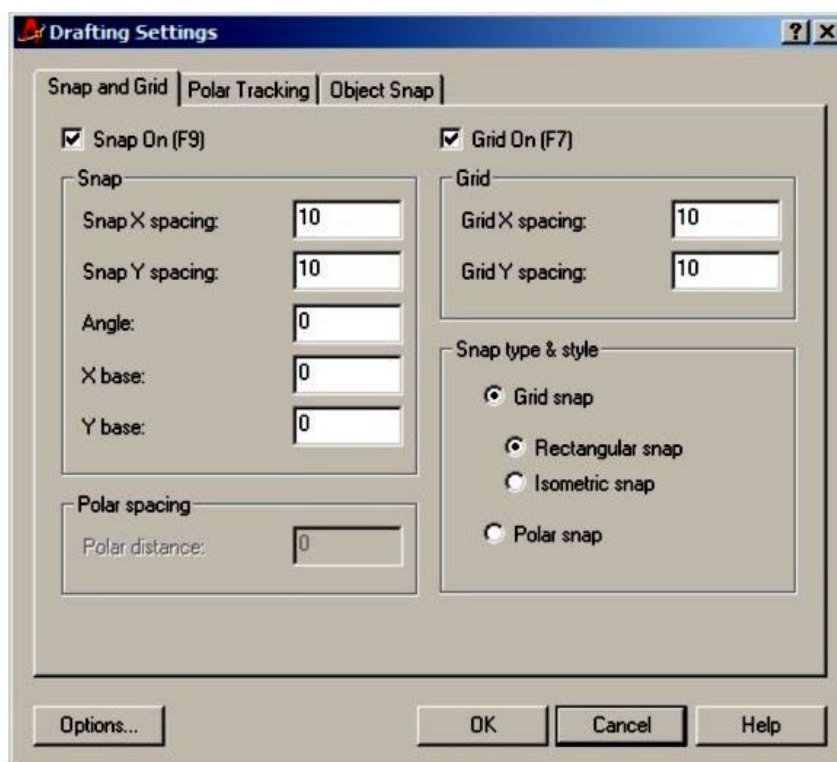 Drafting Settings
Snap and Grid Polar Tracking Object Snap
Snap On (F9)
Snap
Snap X spacing: 10
Snap Y spacing: 10
Angle: 0
X base: 0
Y base: 0
Polar spacing
Polar distance: 0
Grid On (F7)
Grid
Grid X spacing: 10
Grid Y spacing: 10
Snap type & style
Grid snap
Rectangular snap
Isometric snap
Polar snap
Options... OK Cancel Help